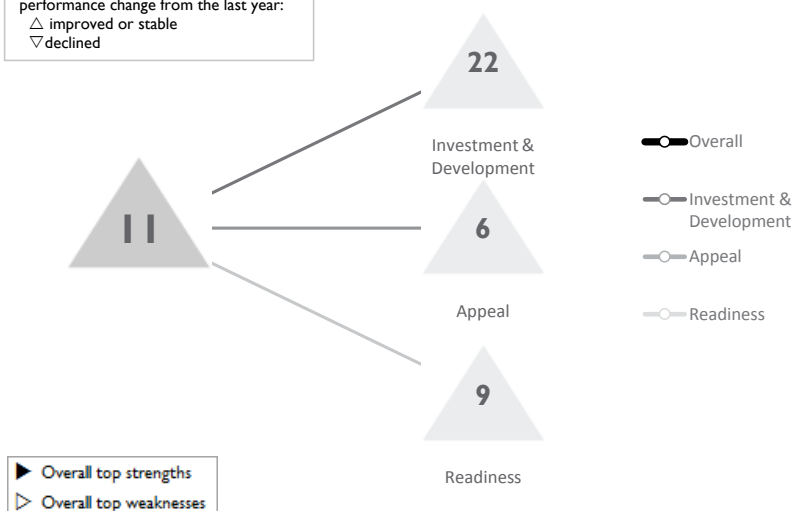 performance change from the last year:
△ improved or stable
▽ declined
22
Investment &
Development
11
6
Appeal
9
Readiness
Overall
Investment &
Development
Appeal
Readiness
▶ Overall top strengths
▷ Overall top weaknesses